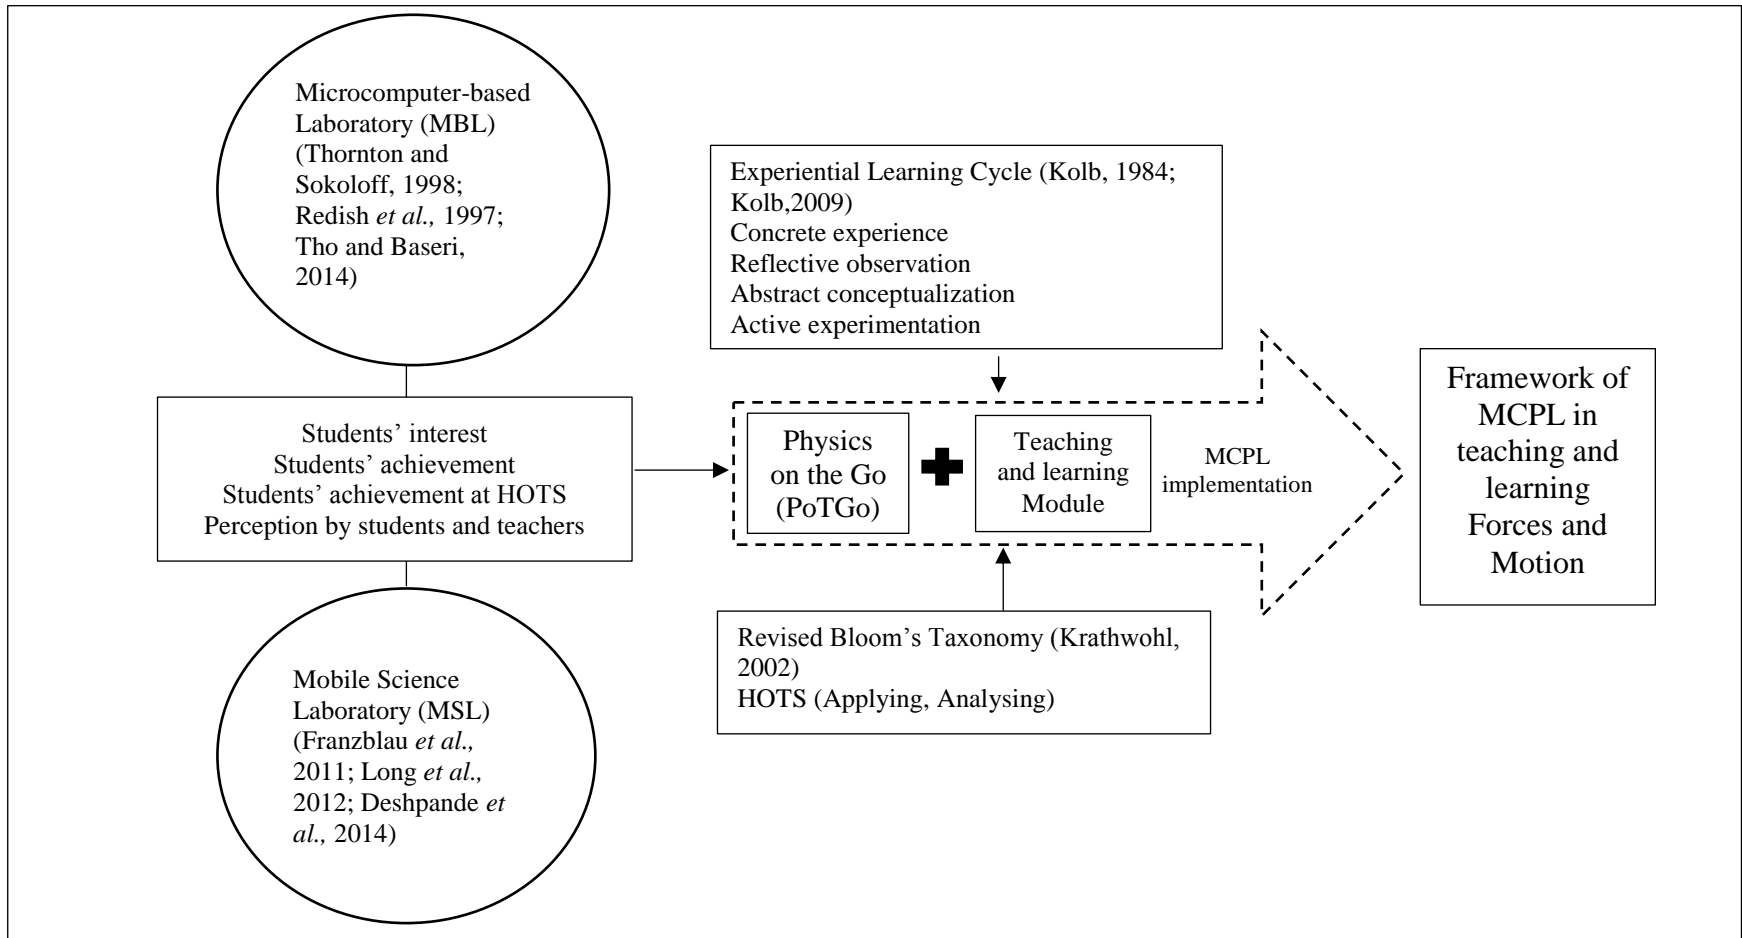 Microcomputer-based
Laboratory (MBL)
(Thornton and
Sokoloff, 1998;
Redish et al., 1997;
Tho and Baseri,
2014)
Students’ interest
Students’ achievement
Students’ achievement at HOTS
Perception by students and teachers
Mobile Science
Laboratory (MSL)
(Franzblau et al.,
2011; Long et al.,
2012; Deshpande et
al., 2014)
Experiential Learning Cycle (Kolb, 1984;
Kolb,2009)
Concrete experience
Reflective observation
Abstract conceptualization
Active experimentation
Physics
on the Go
(PoTGo)
Teaching
and learning
Module
MCPL
implementation
Revised Bloom’s Taxonomy (Krathwohl,
2002)
HOTS (Applying, Analysing)
Framework of
MCPL in
teaching and
learning
Forces and
Motion